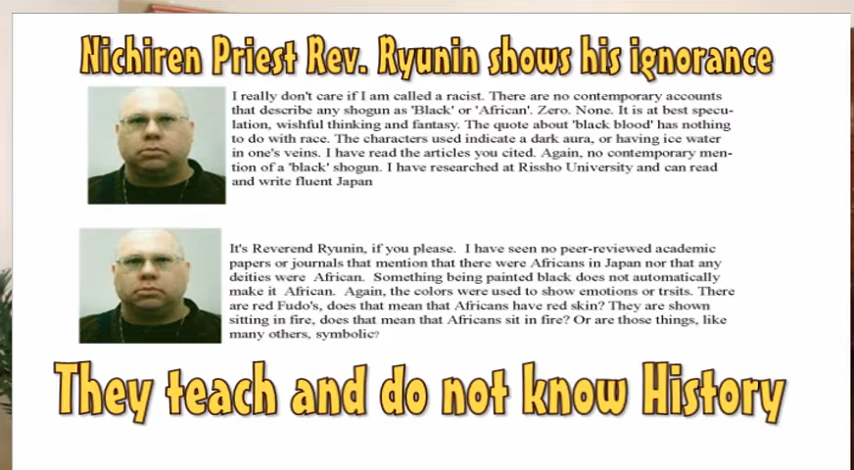 Nichiren Priest Rev. Ryunin shows his ignorance
I really don't care if I am called a racist. There are no contemporary accounts
that describe any shogun as 'Black' or 'African'. Zero. None. It is at best specu-
lation, wishful thinking and fantasy. The quote about 'black blood' has nothing
to do with race. The characters used indicate a dark aura, or having ice water
in one's veins. I have read the articles you cited. Again, no contemporary men-
tion of a 'black' shogun. I have researched at Rissho University and can read
and write fluent Japan
It's Reverend Ryunin, if you please. I have seen no peer-reviewed academic
papers or journals that mention that there were Africans in Japan nor that any
deities were African. Something being painted black does not automatically
make it African. Again, the colors were used to show emotions or trsits. There
are red Fudo's, does that mean that Africans have red skin? They are shown
sitting in fire, does that mean that Africans sit in fire? Or are those things, like
many others, symbolic?
They teach and do not know History